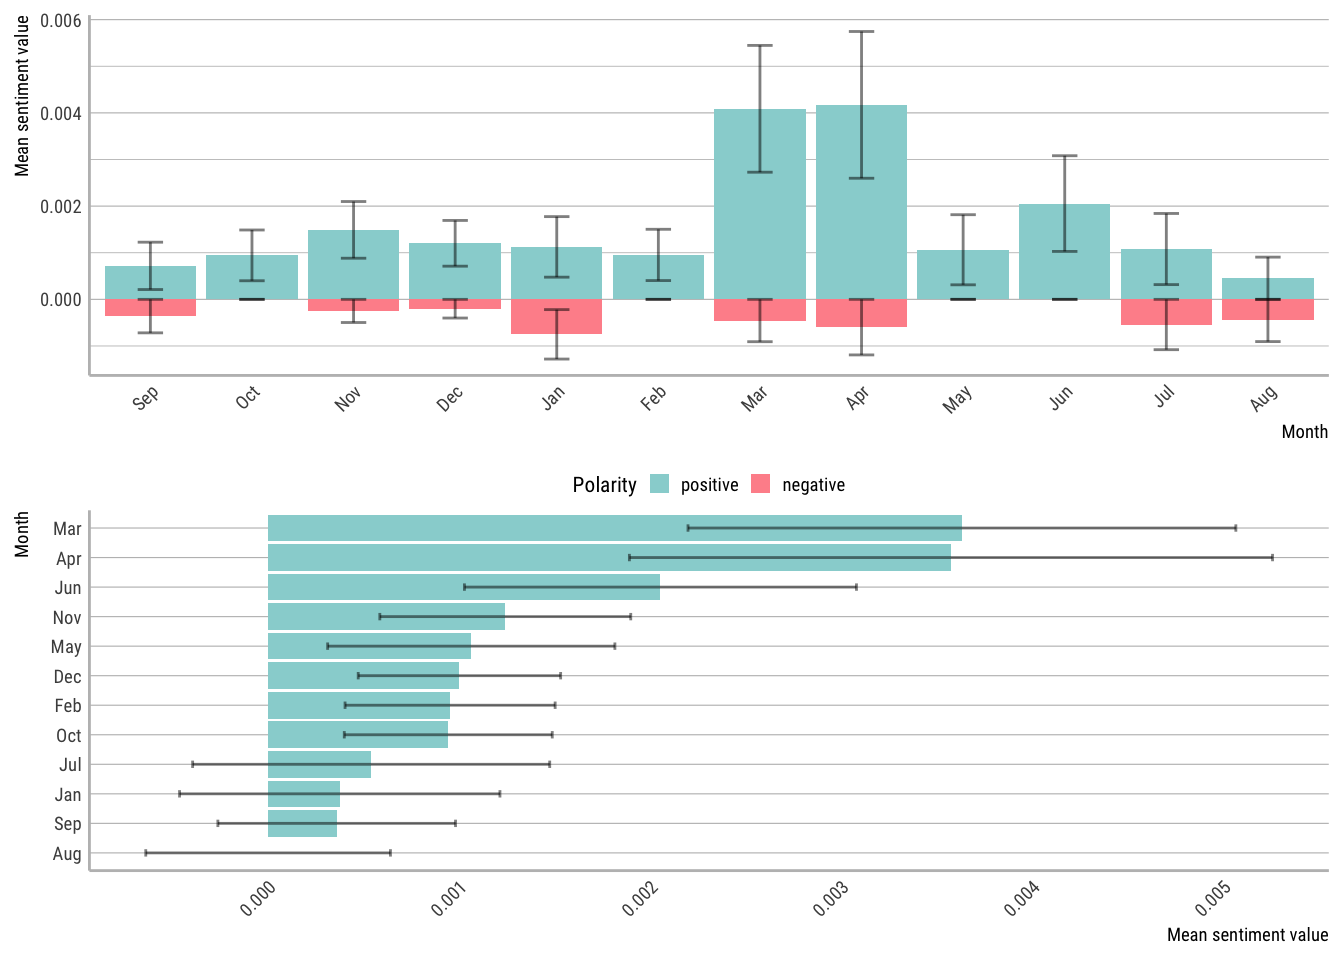 Mean sentiment value
0.006
0.004
0.002
0.000
Sep Oct Nov Dec Jan Feb Mar Apr May Jun Jul Aug
Month
Polarity positive negative
Month
Mar
Apr
Jun
Nov
May
Dec
Feb
Oct
Jul
Jan
Sep
Aug
0.000 0.001 0.002 0.003 0.004 0.005
Mean sentiment value